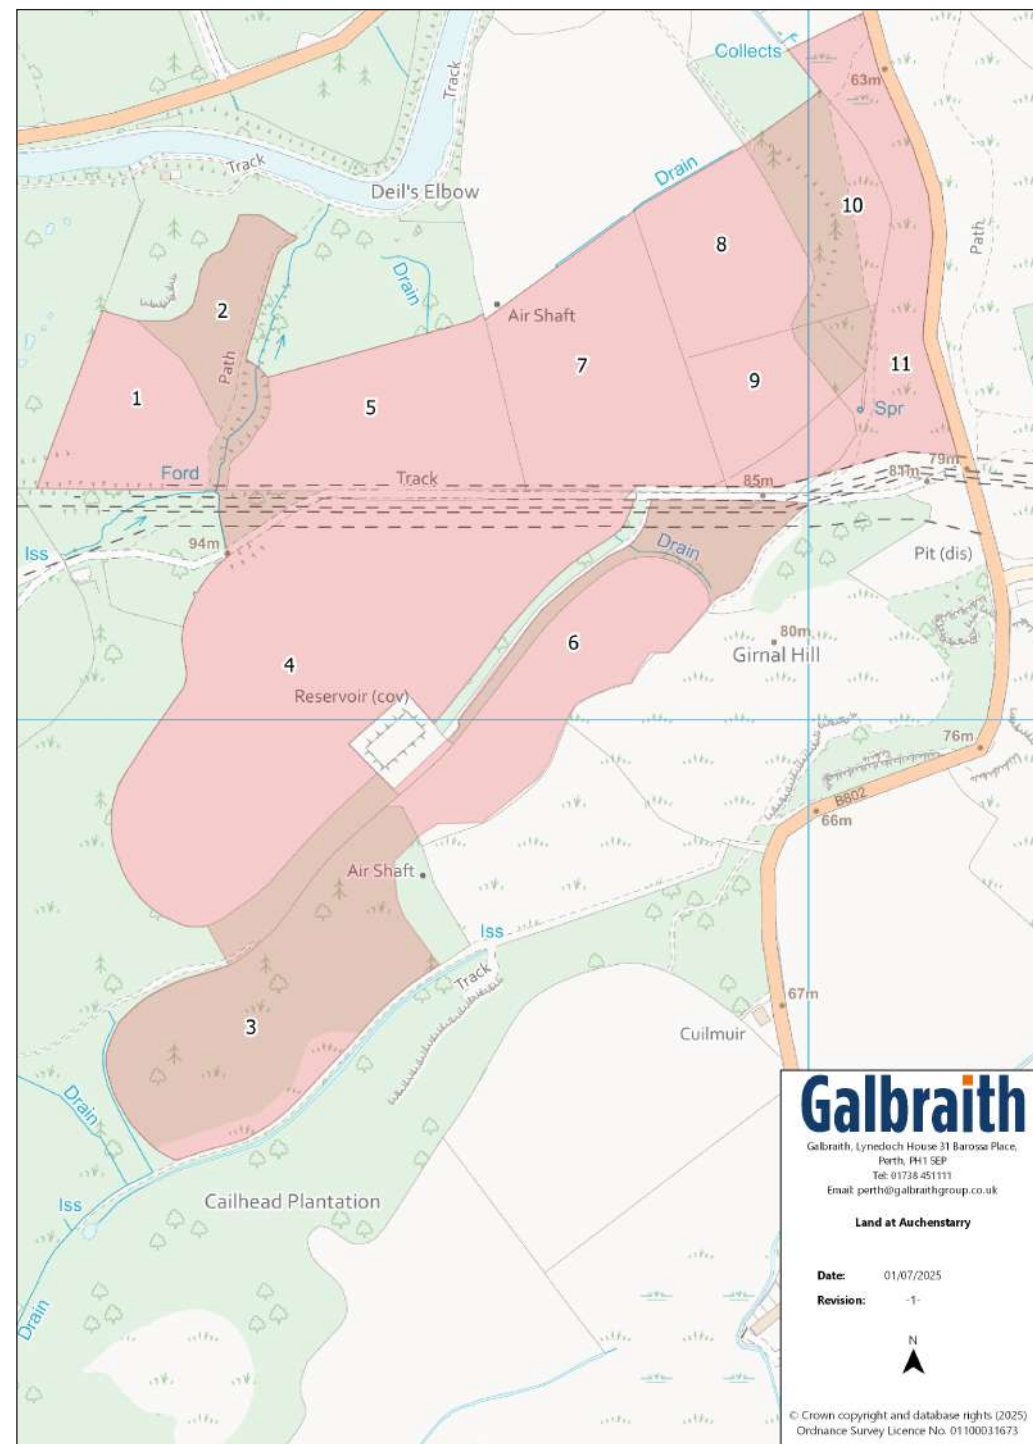 Collects
63m
Track
Track
Deil's Elbow
Drain
10
8
2
Drain
Air Shaft
Path
7
Path
1
5
9
11
Spr
Ford
Track
79m
81m
85m
Iss
94m
Drain
Pit (dis)
6
80m
Girnal Hill
4
Reservoir (cov)
76m
B802
66m
Air Shaft
Iss
Track
67m
3
Cuilmuir
Drain
Iss
Cailhead Plantation
Drain
Galbraith
Galbraith, Lynedoch House 31 Barossa Place,
Perth, PH1 5EP
Tel: 01738 451111
Email: perth@galbraithgroup.co.uk
Land at Auchenstarry
Date: 01/07/2025
Revision: -1-
N
© Crown copyright and database rights (2025)
Ordnance Survey Licence No. 01100031673